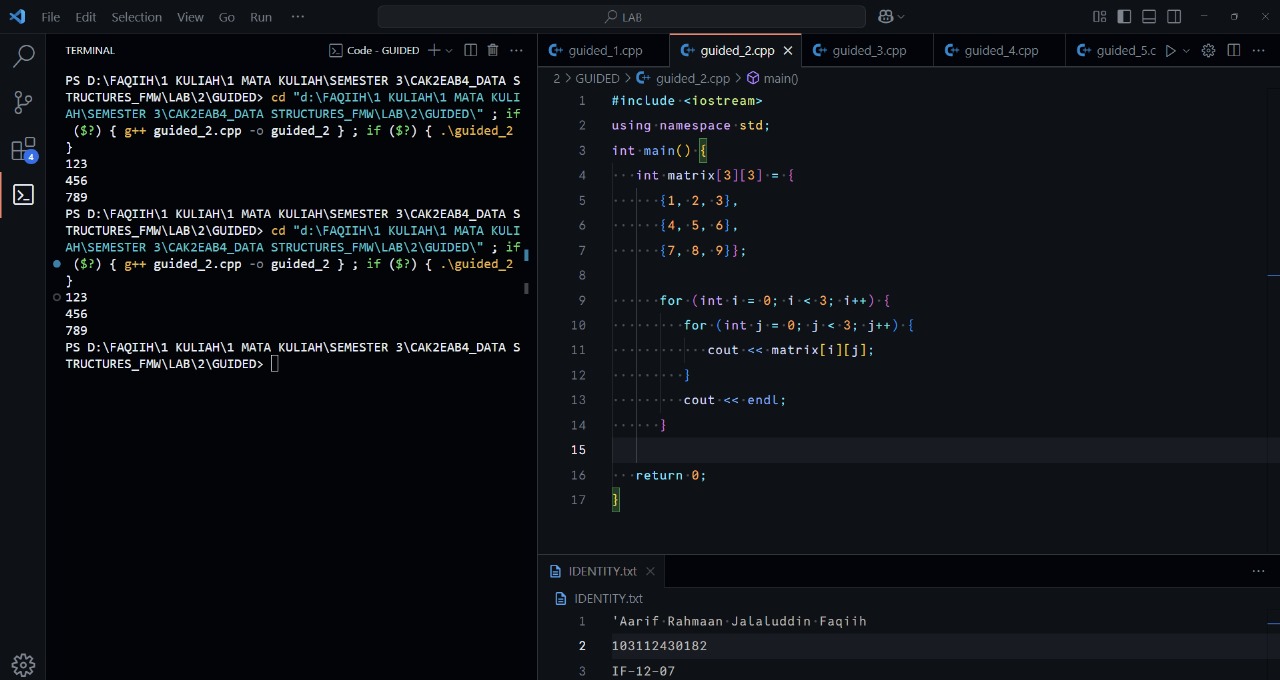 File Edit Selection View Go Run ··· LAB
TERMINAL Code - GUIDED
PS D:\FAQIIH\1 KULIAH\1 MATA KULIAH\SEMESTER 3\CAK2EAB4_DATA S
TRUCTURES_FMW\LAB\2\GUIDED> cd "d:\FAQIIH\1 KULIAH\1 MATA KULI
AH\SEMESTER 3\CAK2EAB4_DATA STRUCTURES_FMW\LAB\2\GUIDED\" ; if
($?) { g++ guided_2.cpp -o guided_2 } ; if ($?) { .\guided_2
}
123
456
789
PS D:\FAQIIH\1 KULIAH\1 MATA KULIAH\SEMESTER 3\CAK2EAB4_DATA S
TRUCTURES_FMW\LAB\2\GUIDED> cd "d:\FAQIIH\1 KULIAH\1 MATA KULI
AH\SEMESTER 3\CAK2EAB4_DATA STRUCTURES_FMW\LAB\2\GUIDED\" ; if
($?) { g++ guided_2.cpp -o guided_2 } ; if ($?) { .\guided_2
}
123
456
789
PS D:\FAQIIH\1 KULIAH\1 MATA KULIAH\SEMESTER 3\CAK2EAB4_DATA S
TRUCTURES_FMW\LAB\2\GUIDED>
4
guided_1.cpp guided_2.cpp guided_3.cpp guided_4.cpp guided_5.c
2 > GUIDED > guided_2.cpp > main()
1 #include <iostream>
2 using namespace std;
3 int main() {
4 int matrix[3][3] = {
5 {1, 2, 3},
6 {4, 5, 6},
7 {7, 8, 9}};
8
9 for (int i = 0; i < 3; i++) {
10 for (int j = 0; j < 3; j++) {
11 cout << matrix[i][j];
12 }
13 cout << endl;
14 }
15
16 return 0;
17 }
IDENTITY.txt
IDENTITY.txt
1 'Aarif Rahmaan Jalaluddin Faqiih
2 103112430182
3 IF-12-07